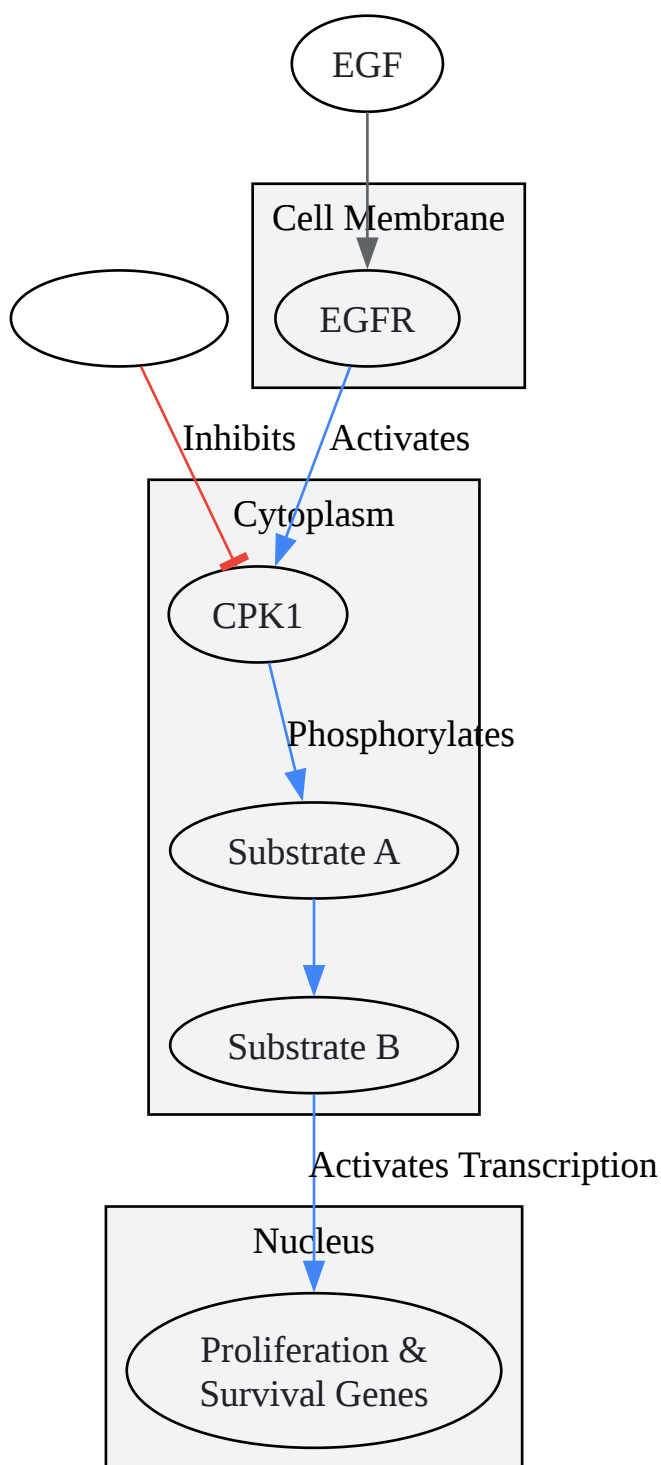 EGF
Cell Membrane
EGFR
Inhibits
Activates
Cytoplasm
CPK1
Phosphorylates
Substrate A
Substrate B
Activates Transcription
Nucleus
Proliferation &
Survival Genes